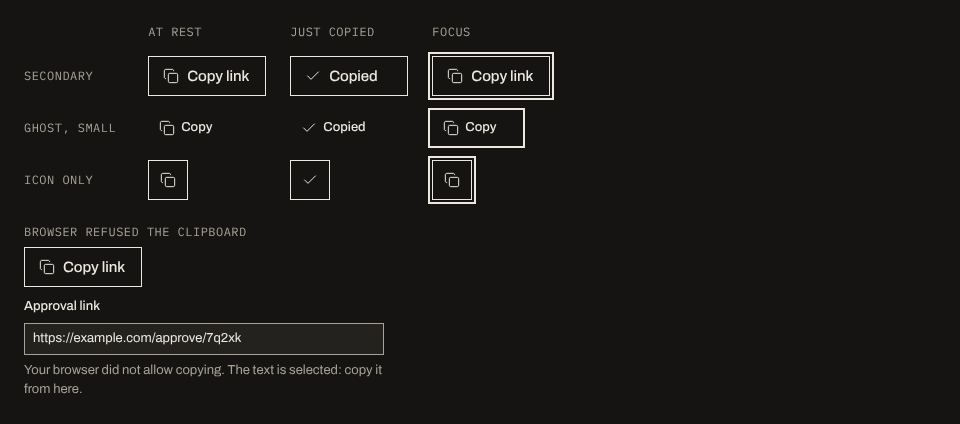 AT REST JUST COPIED FOCUS
SECONDARY Copy link Copied Copy link
GHOST, SMALL Copy Copied Copy
ICON ONLY
BROWSER REFUSED THE CLIPBOARD
Copy link
Approval link
https://example.com/approve/7q2xk
Your browser did not allow copying. The text is selected: copy it
from here.